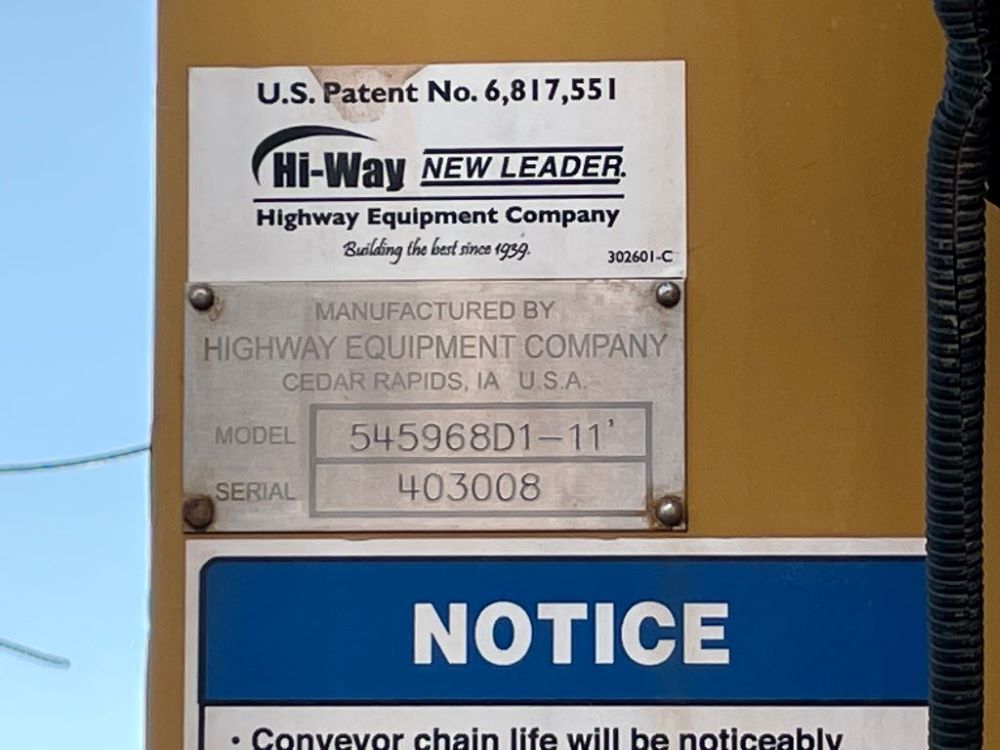 U.S. Patent No. 6,817,551
Hi-Way NEW LEADER.
Highway Equipment Company
Building the best since 1939.
302601-C
MANUFACTURED BY
HIGHWAY EQUIPMENT COMPANY
CEDAR RAPIDS, IA U.S.A.
MODEL 545968D1-11'
SERIAL 403008
NOTICE
• Conveyor chain life will be noticeably